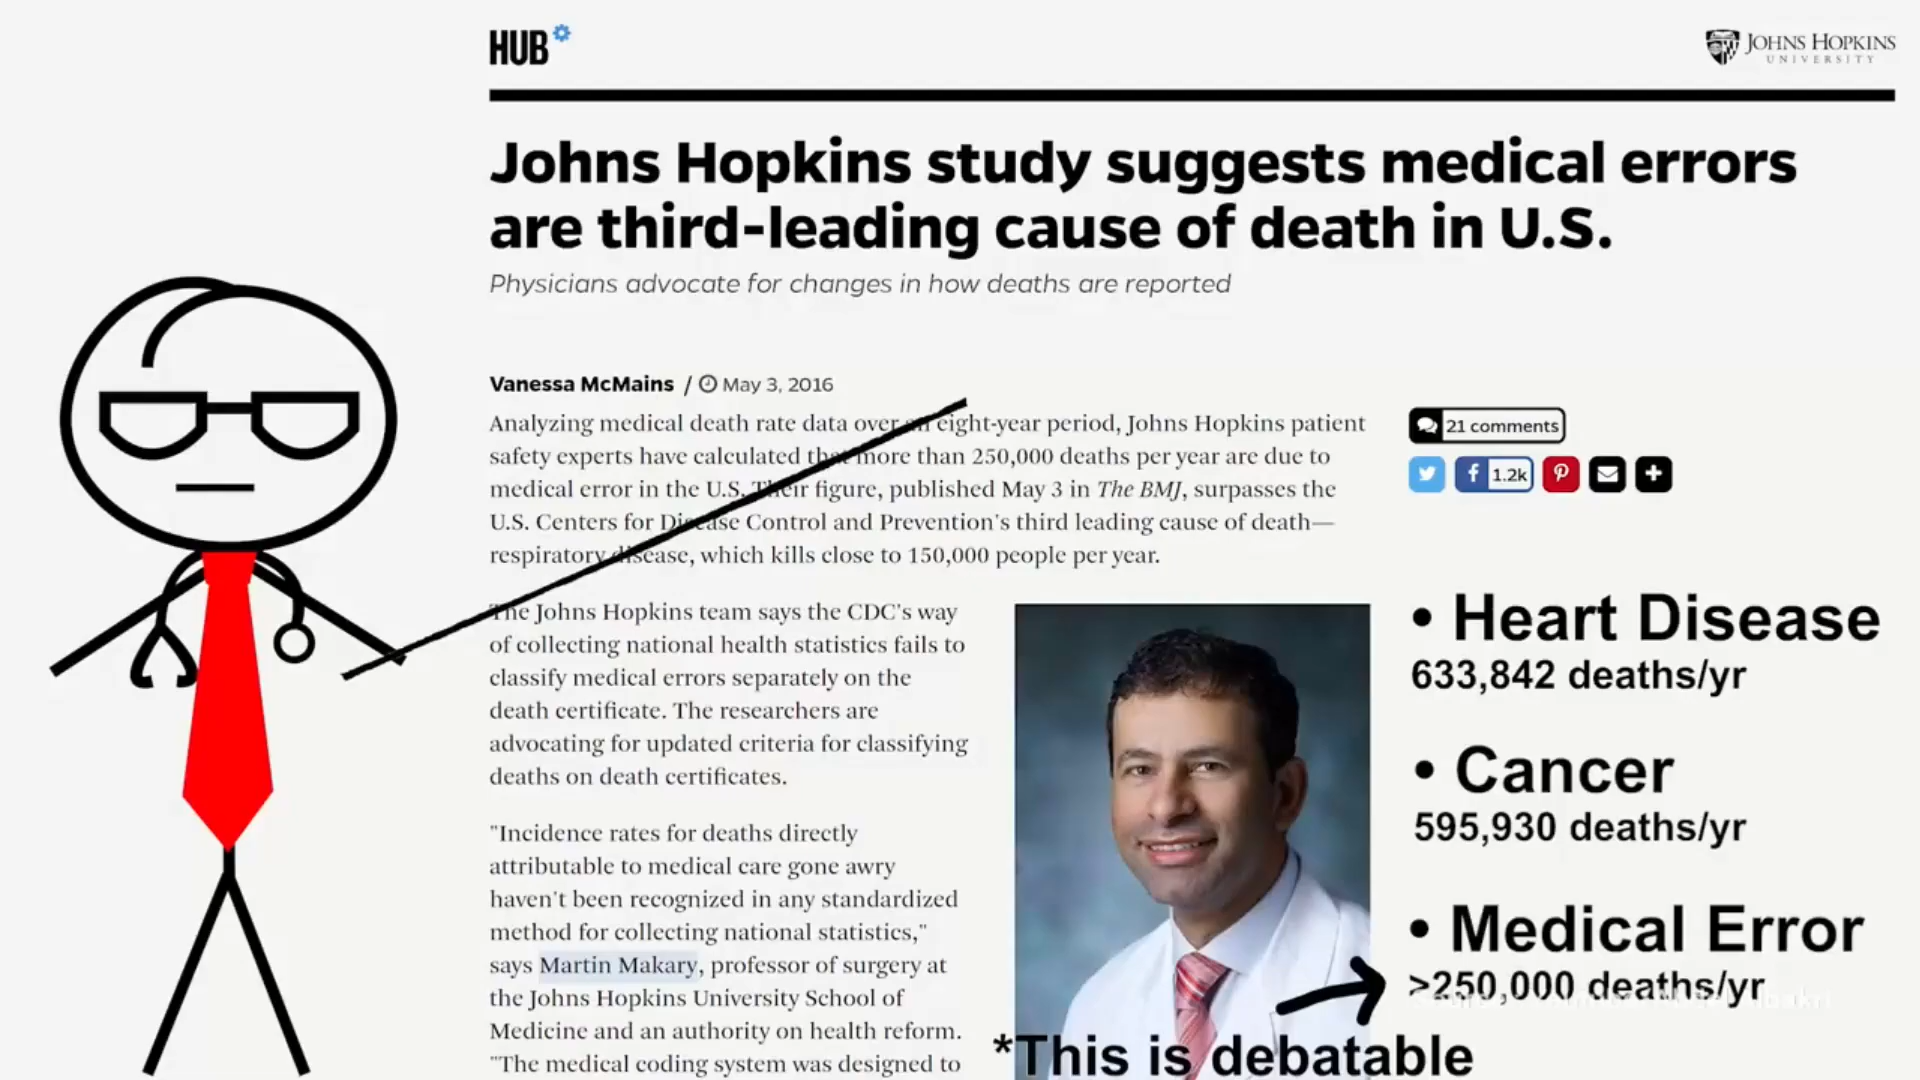 HUB
JOHNS HOPKINS
UNIVERSITY
Johns Hopkins study suggests medical errors
are third-leading cause of death in U.S.
Physicians advocate for changes in how deaths are reported
Vanessa McMains / May 3, 2016
Analyzing medical death rate data over an eight-year period, Johns Hopkins patient
safety experts have calculated that more than 250,000 deaths per year are due to
medical error in the U.S. Their figure, published May 3 in The BMJ, surpasses the
U.S. Centers for Disease Control and Prevention's third leading cause of death—
respiratory disease, which kills close to 150,000 people per year.
21 comments
1.2k
The Johns Hopkins team says the CDC's way
of collecting national health statistics fails to
classify medical errors separately on the
death certificate. The researchers are
advocating for updated criteria for classifying
deaths on death certificates.
"Incidence rates for deaths directly
attributable to medical care gone awry
haven't been recognized in any standardized
method for collecting national statistics,"
says Martin Makary, professor of surgery at
the Johns Hopkins University School of
Medicine and an authority on health reform.
"The medical coding system was designed to
• Heart Disease
633,842 deaths/yr
• Cancer
595,930 deaths/yr
• Medical Error
>250,000 deaths/yr
*This is debatable